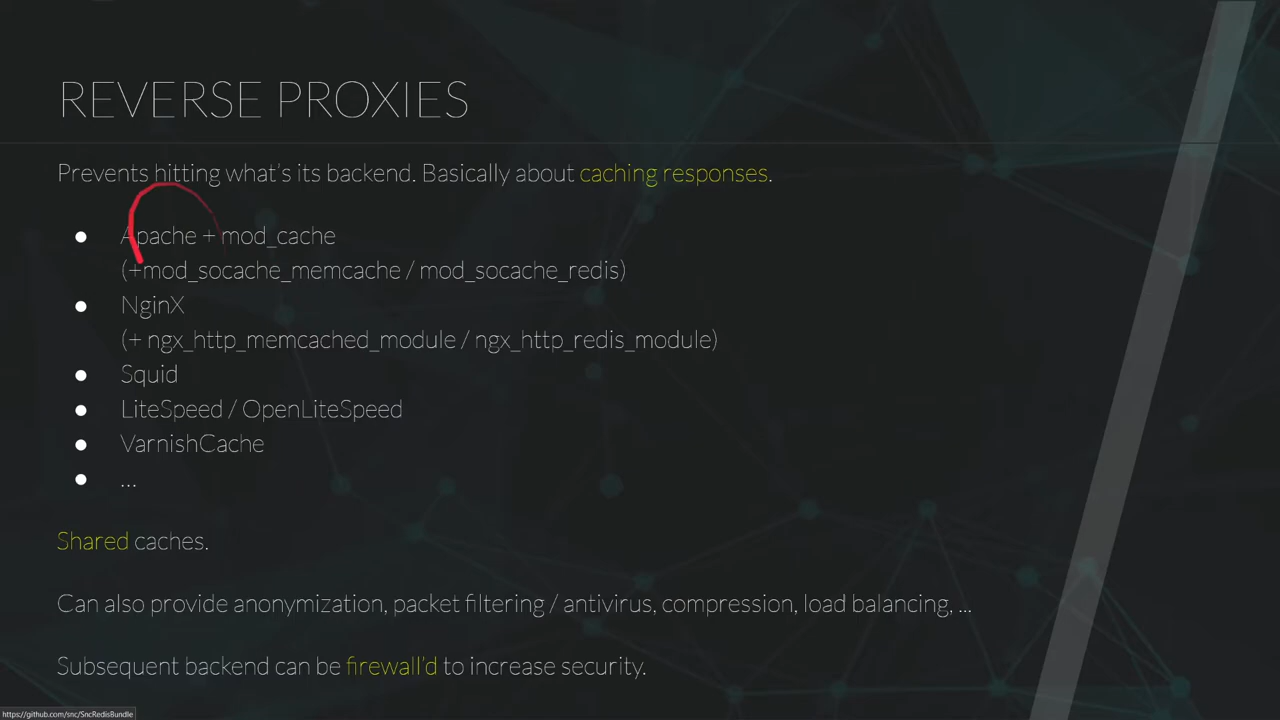 REVERSE PROXIES
Prevents hitting what's its backend. Basically about caching responses.
● Apache + mod_cache
(+mod_socache_memcache / mod_socache_redis)
● NginX
(+ ngx_http_memcached_module / ngx_http_redis_module)
● Squid
● LiteSpeed / OpenLiteSpeed
● VarnishCache
● ...
Shared caches.
Can also provide anonymization, packet filtering / antivirus, compression, load balancing, ...
Subsequent backend can be firewall'd to increase security.
https://github.com/snc/SncRedisBundle